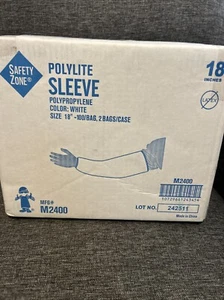 SAFETY
ZONE®
POLYLITE
SLEEVE
POLYPROPYLENE
COLOR: WHITE
SIZE 18" -100/BAG, 2 BAGS/CASE
18"
INCHES
LATEX
M2400
MFG#
M2400
LOT NO. 242511
Made in China